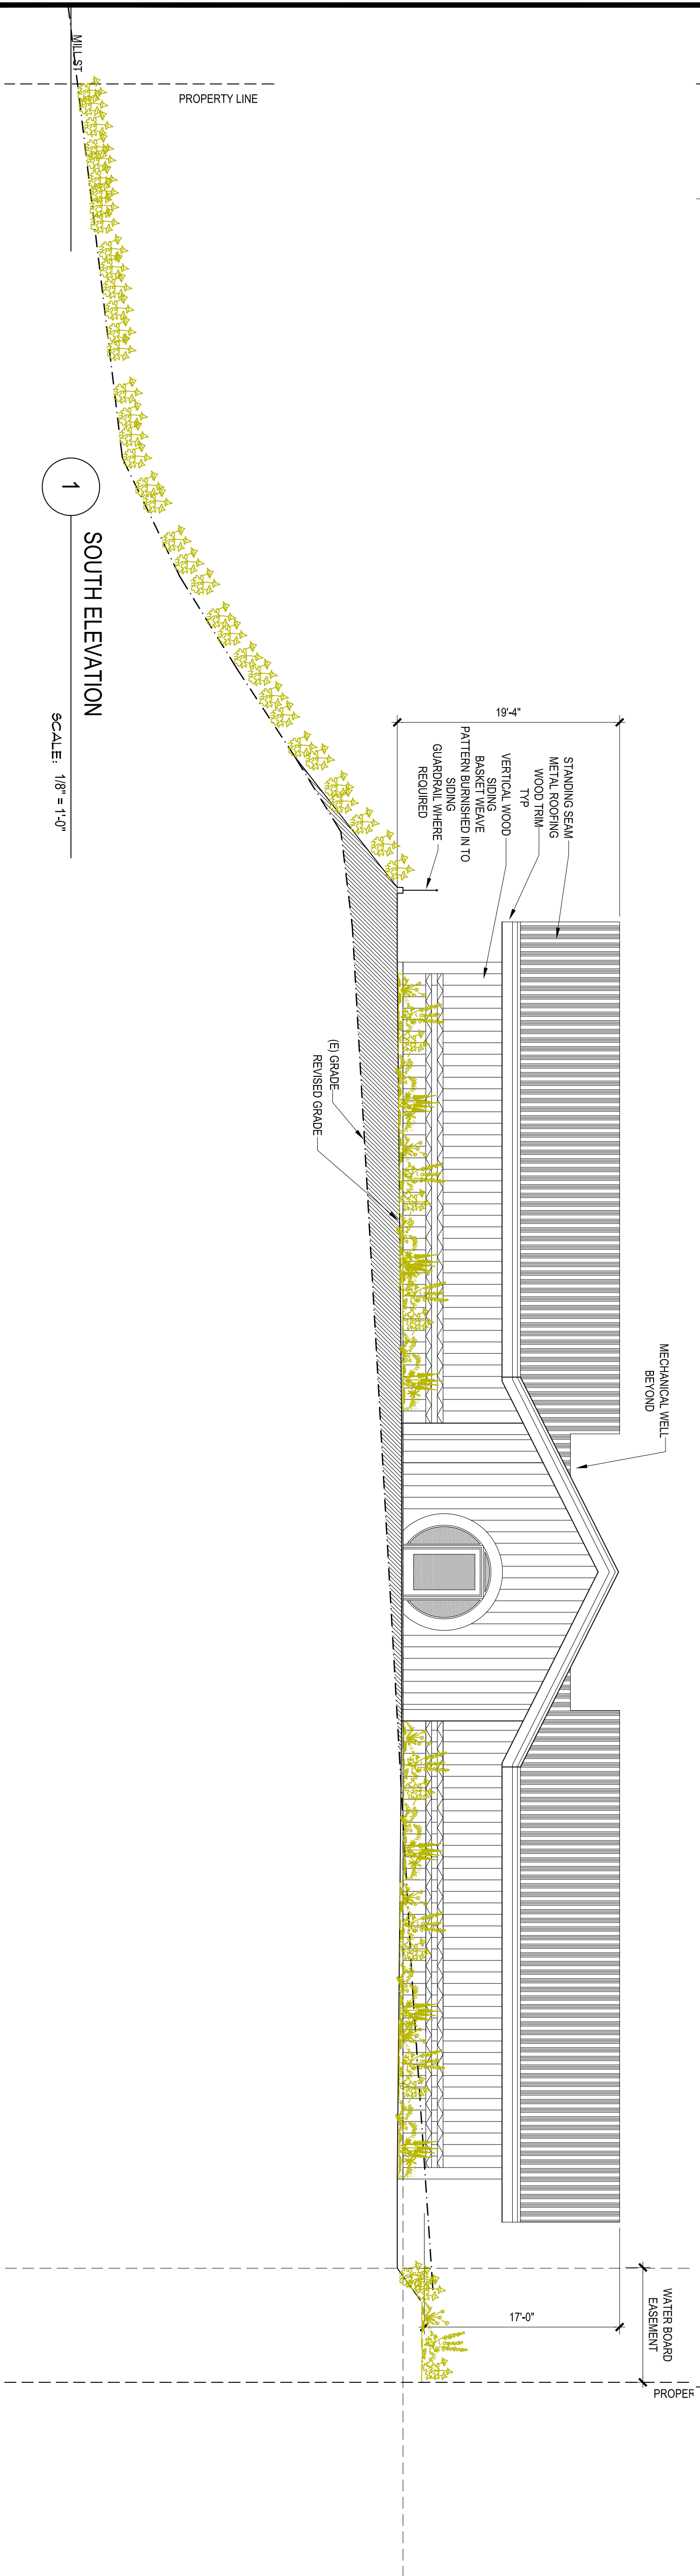 MILL ST
PROPERTY LINE
1
SOUTH ELEVATION
SCALE: 1/8" = 1'-0"
19'-4"
STANDING SEAM
METAL ROOFING
WOOD TRIM
TYP
VERTICAL WOOD
SIDING
BASKET WEAVE
PATTERN BURNISHED IN TO
SIDING
GUARDRAIL WHERE
REQUIRED
(E) GRADE
REVISED GRADE
MECHANICAL WELL
BEYOND
17'-0"
WATER BOARD
EASEMENT
PROPER